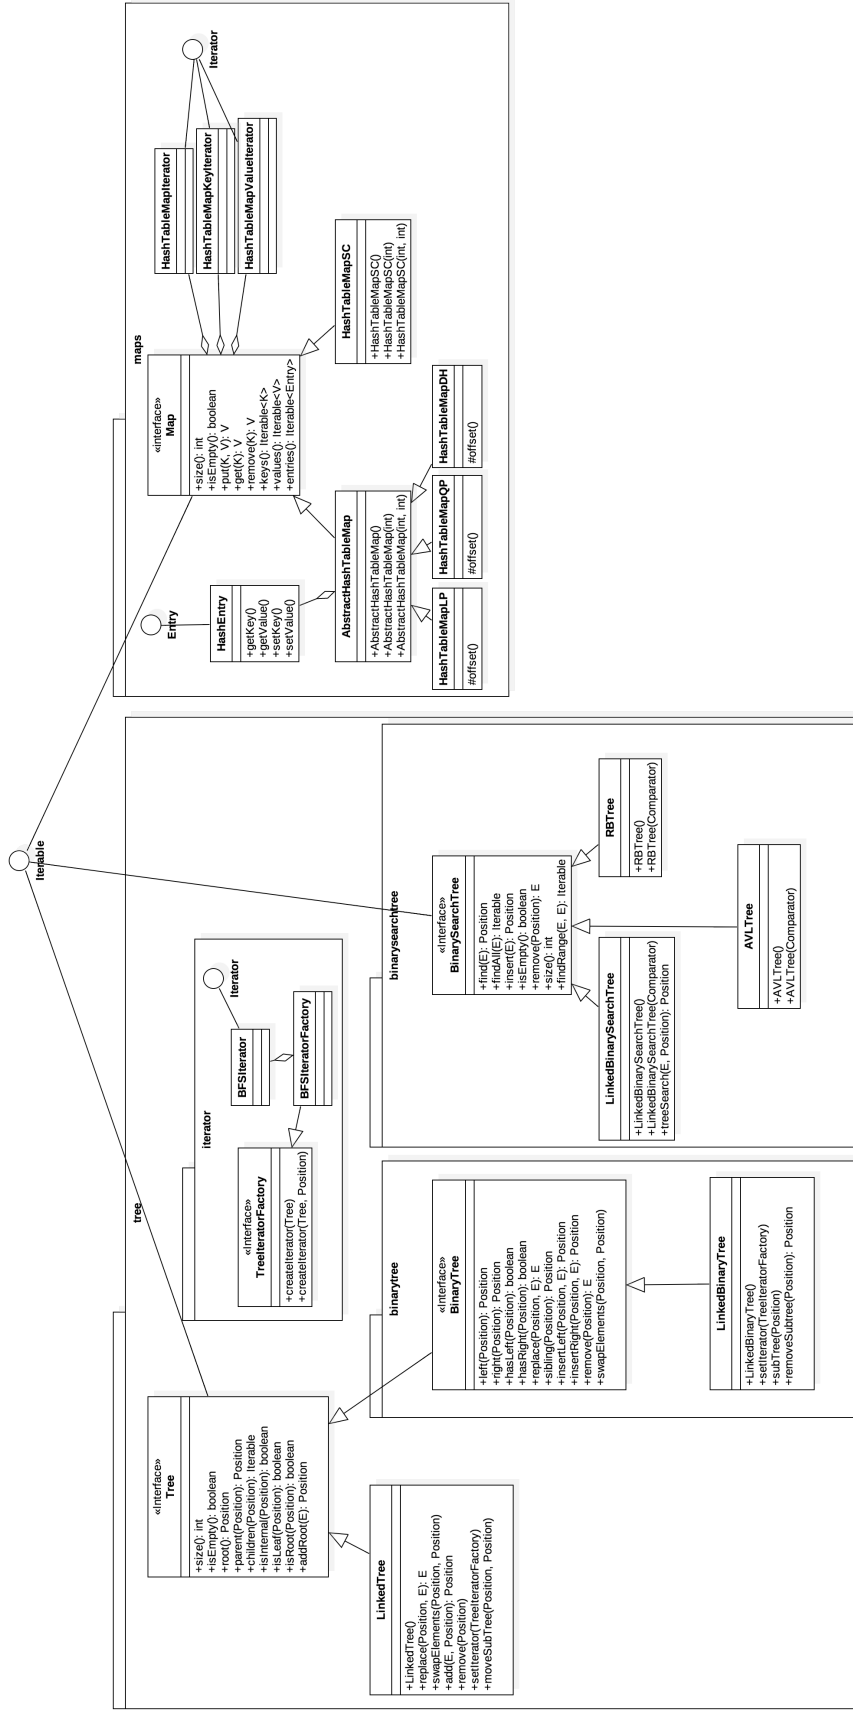 Iterable
tree
«Interface»
Tree
+size(): int
+isEmpty(): boolean
+root(): Position
+parent(Position): Position
+children(Position): Iterable
+isInternal(Position): boolean
+isLeaf(Position): boolean
+isRoot(Position): boolean
+addRoot(E): Position
LinkedTree
+LinkedTree()
+replace(Position, E): E
+swapElements(Position, Position)
+add(E, Position): Position
+remove(Position)
+setIterator(TreeIteratorFactory)
+moveSubTree(Position, Position)
iterator
«Interface»
TreeIteratorFactory
+createIterator(Tree)
+createIterator(Tree, Position)
BFSIterator
Iterator
BFSIteratorFactory
binarytree
«Interface»
BinaryTree
+left(Position): Position
+right(Position): Position
+hasLeft(Position): boolean
+hasRight(Position): boolean
+replace(Position, E): E
+sibling(Position): Position
+insertLeft(Position, E): Position
+insertRight(Position, E): Position
+remove(Position): E
+swapElements(Position, Position)
LinkedBinaryTree
+LinkedBinaryTree()
+setIterator(TreeIteratorFactory)
+subTree(Position)
+removeSubtree(Position): Position
binarysearchtree
«Interface»
BinarySearchTree
+find(E): Position
+findAll(E): Iterable
+insert(E): Position
+isEmpty(): boolean
+remove(Position): E
+size(): int
+findRange(E, E): Iterable
LinkedBinarySearchTree
+LinkedBinarySearchTree()
+LinkedBinarySearchTree(Comparator)
+treeSearch(E, Position): Position
RBTree
+RBTree()
+RBTree(Comparator)
AVLTree
+AVLTree()
+AVLTree(Comparator)
maps
Entry
HashEntry
+getKey()
+getValue()
+setKey()
+setValue()
«interface»
Map
+size(): int
+isEmpty(): boolean
+put(K, V): V
+get(K): V
+remove(K): V
+keys(): Iterable<K>
+values(): Iterable<V>
+entries(): Iterable<Entry>
HashTableMapIterator
HashTableMapKeyIterator
HashTableMapValueIterator
Iterator
AbstractHashTableMap
+AbstractHashTableMap()
+AbstractHashTableMap(int)
+AbstractHashTableMap(int, int)
HashTableMapSC
+HashTableMapSC()
+HashTableMapSC(int)
+HashTableMapSC(int, int)
HashTableMapLP
#offset()
HashTableMapQP
#offset()
HashTableMapDH
#offset()